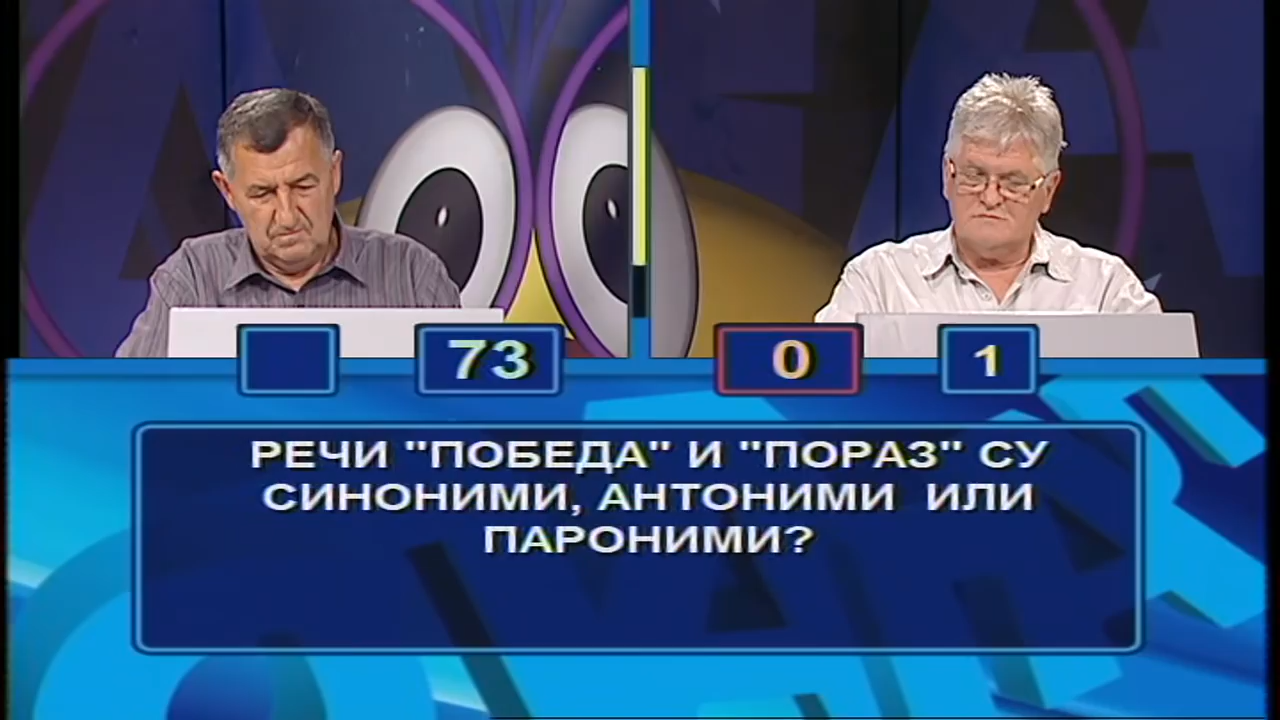 73
0
1
РЕЧИ "ПОБЕДА" И "ПОРАЗ" СУ
СИНОНИМИ, АНТОНИМИ ИЛИ
ПАРОНИМИ?